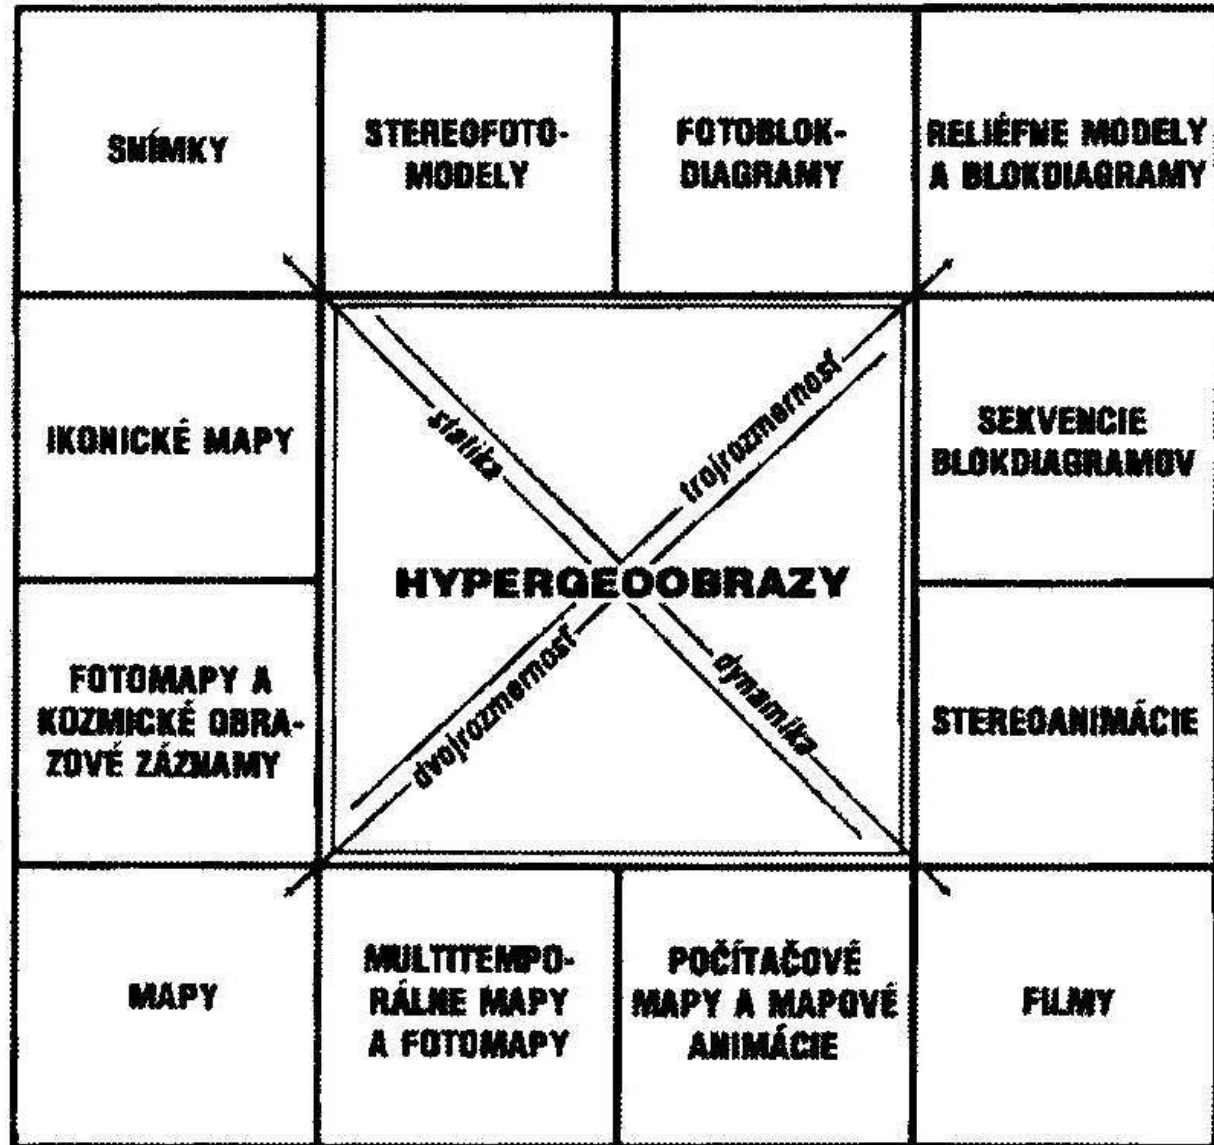 SNÍMKY
STEREOFOTO-
MODELY
FOTOBLOK-
DIAGRAMY
RELIÉFNE MODELY
A BLOKDIAGRAMY
IKONICKÉ MAPY
statika
trojrozmernosť
SEKVENCIE
BLOKDIAGRAMOV
HYPERGEOOBRAZY
FOTOMAPY A
KOZMICKÉ OBRA-
ZOVÉ ZÁZNAMY
dvojrozmernosť
dynamika
STEREOANIMÁCIE
MAPY
MULTITEMPO-
RÁLNE MAPY
A FOTOMAPY
POČÍTAČOVÉ
MAPY A MAPOVÉ
ANIMÁCIE
FILMY